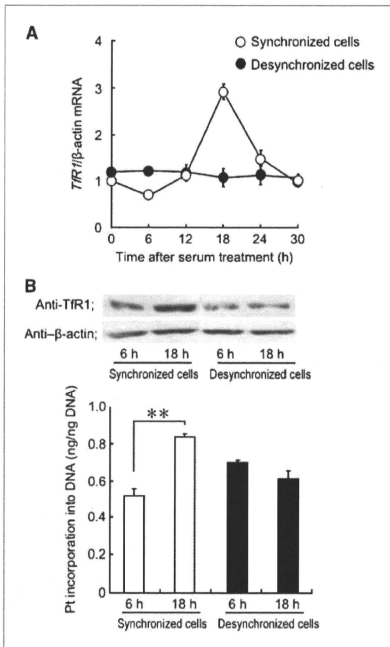 A
Synchronized cells
Desynchronized cells
TfR1/β-actin mRNA
4
3
2
1
0
0 6 12 18 24 30
Time after serum treatment (h)
B
Anti-TfR1;
Anti–β-actin;
6 h 18 h 6 h 18 h
Synchronized cells Desynchronized cells
Pt incorporation into DNA (ng/ng DNA)
1.0
0.8
0.6
0.4
0.2
0
**
6 h 18 h 6 h 18 h
Synchronized cells Desynchronized cells